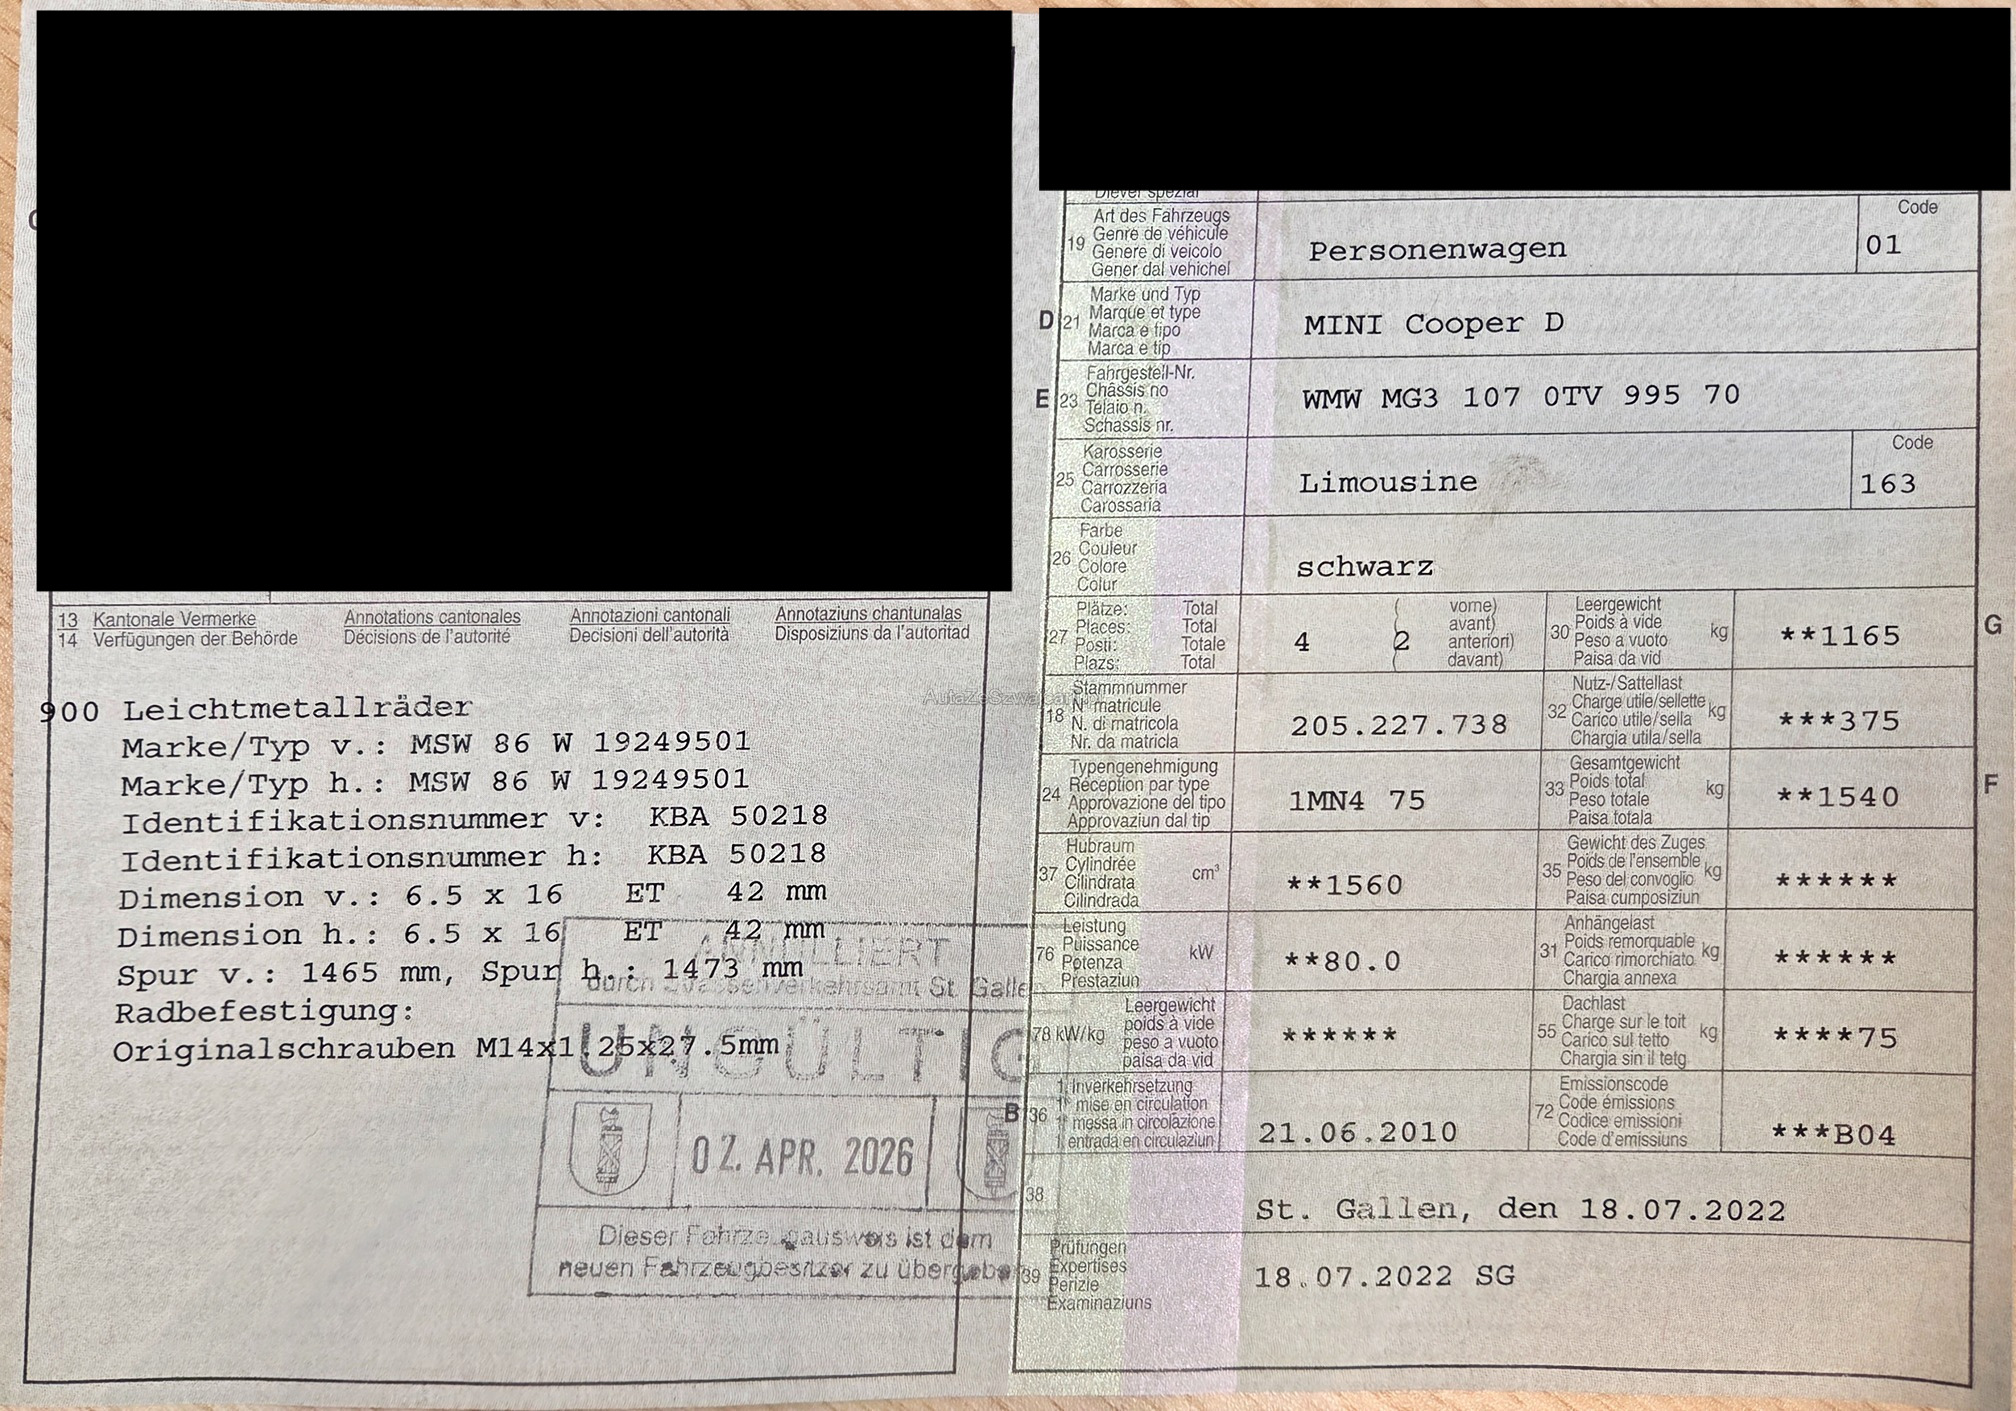 13 Kantonale Vermerke Annotations cantonales Annotazioni cantonali Annotaziuns chantunalas
14 Verfügungen der Behörde Décisions de l'autorité Decisioni dell'autorità Disposiziuns da l'autoritad
900 Leichtmetallräder
Marke/Typ v.: MSW 86 W 19249501
Marke/Typ h.: MSW 86 W 19249501
Identifikationsnummer v: KBA 50218
Identifikationsnummer h: KBA 50218
Dimension v.: 6.5 x 16 ET 42 mm
Dimension h.: 6.5 x 16 ET 42 mm
Spur v.: 1465 mm, Spur h.: 1473 mm
Radbefestigung:
Originalschrauben M14x1.25x27.5mm
ANNULLIERT
durch Strassenverkehrsamt St. Gallen
UNGÜLTIG
02. APR. 2026
Dieser Fahrzeugausweis ist dem
neuen Fahrzeugbesitzer zu übergeben
Diever spezial
19 Art des Fahrzeugs
Genre de véhicule
Genere di veicolo
Gener dal vehichel
Personenwagen
Code
01
D 21 Marke und Typ
Marque et type
Marca e tipo
Marca e tip
MINI Cooper D
E 23 Fahrgestell-Nr.
Châssis no
Telaio n.
Schassis nr.
WMW MG3 107 0TV 995 70
25 Karosserie
Carrosserie
Carrozzeria
Carossaria
Limousine
Code
163
26 Farbe
Couleur
Colore
Colur
schwarz
27 Plätze: Total
Places: Total
Posti: Totale
Plazs: Total
4 ( 2 vorne)
avant)
anteriori)
davant)
30 Leergewicht
Poids à vide
Peso a vuoto
Paisa da vid
kg **1165 G
18 Stammnummer
N° matricule
N. di matricola
Nr. da matricla
205.227.738
32 Nutz-/Sattellast
Charge utile/sellette
Carico utile/sella
Chargia utila/sella
kg ***375
24 Typengenehmigung
Réception par type
Approvazione del tipo
Approvaziun dal tip
1MN4 75
33 Gesamtgewicht
Poids total
Peso totale
Paisa totala
kg **1540 F
37 Hubraum
Cylindrée
Cilindrata
Cilindrada
cm³ **1560
35 Gewicht des Zuges
Poids de l'ensemble
Peso del convoglio
Paisa cumposiziun
kg ******
76 Leistung
Puissance
Potenza
Prestaziun
kW **80.0
31 Anhängelast
Poids remorquable
Carico rimorchiato
Chargia annexa
kg ******
78 kW/kg Leergewicht
poids à vide
peso a vuoto
paisa da vid
******
55 Dachlast
Charge sur le toit
Carico sul tetto
Chargia sin il tetg
kg ****75
B 36 1. Inverkehrsetzung
1re mise en circulation
1a messa in circolazione
1. entrada en circulaziun
21.06.2010
72 Emissionscode
Code émissions
Codice emissioni
Code d'emissiuns
***B04
38 St. Gallen, den 18.07.2022
39 Prüfungen
Expertises
Perizie
Examinaziuns
18.07.2022 SG